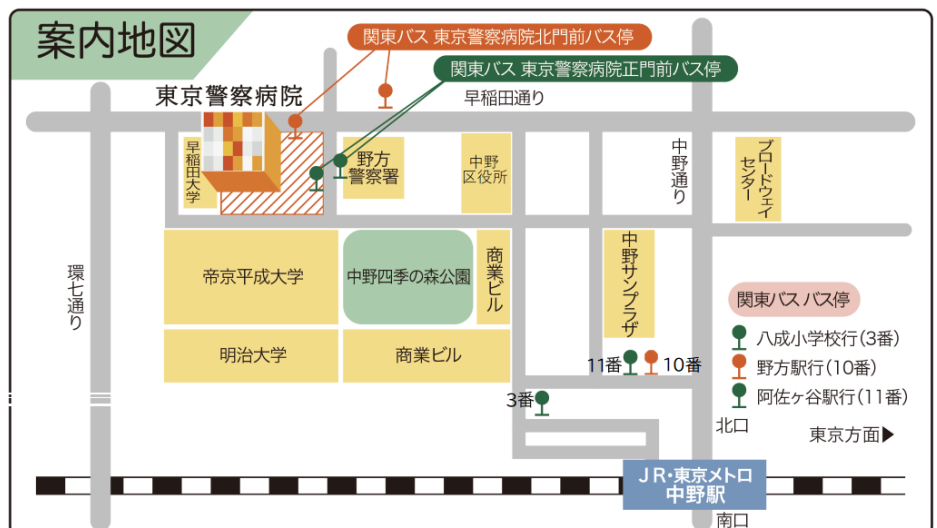 案内地図
関東バス 東京警察病院北門前バス停
関東バス 東京警察病院正門前バス停
東京警察病院
早稲田通り
早稲田大学
野方
警察署
中野
区役所
中野通り
ブロードウェイ
センター
環七通り
帝京平成大学
中野四季の森公園
商業ビル
中野サンプラザ
明治大学
商業ビル
関東バス バス停
八成小学校行(3番)
野方駅行(10番)
阿佐ヶ谷駅行(11番)
11番
10番
3番
北口
東京方面▶
JR・東京メトロ
中野駅
南口